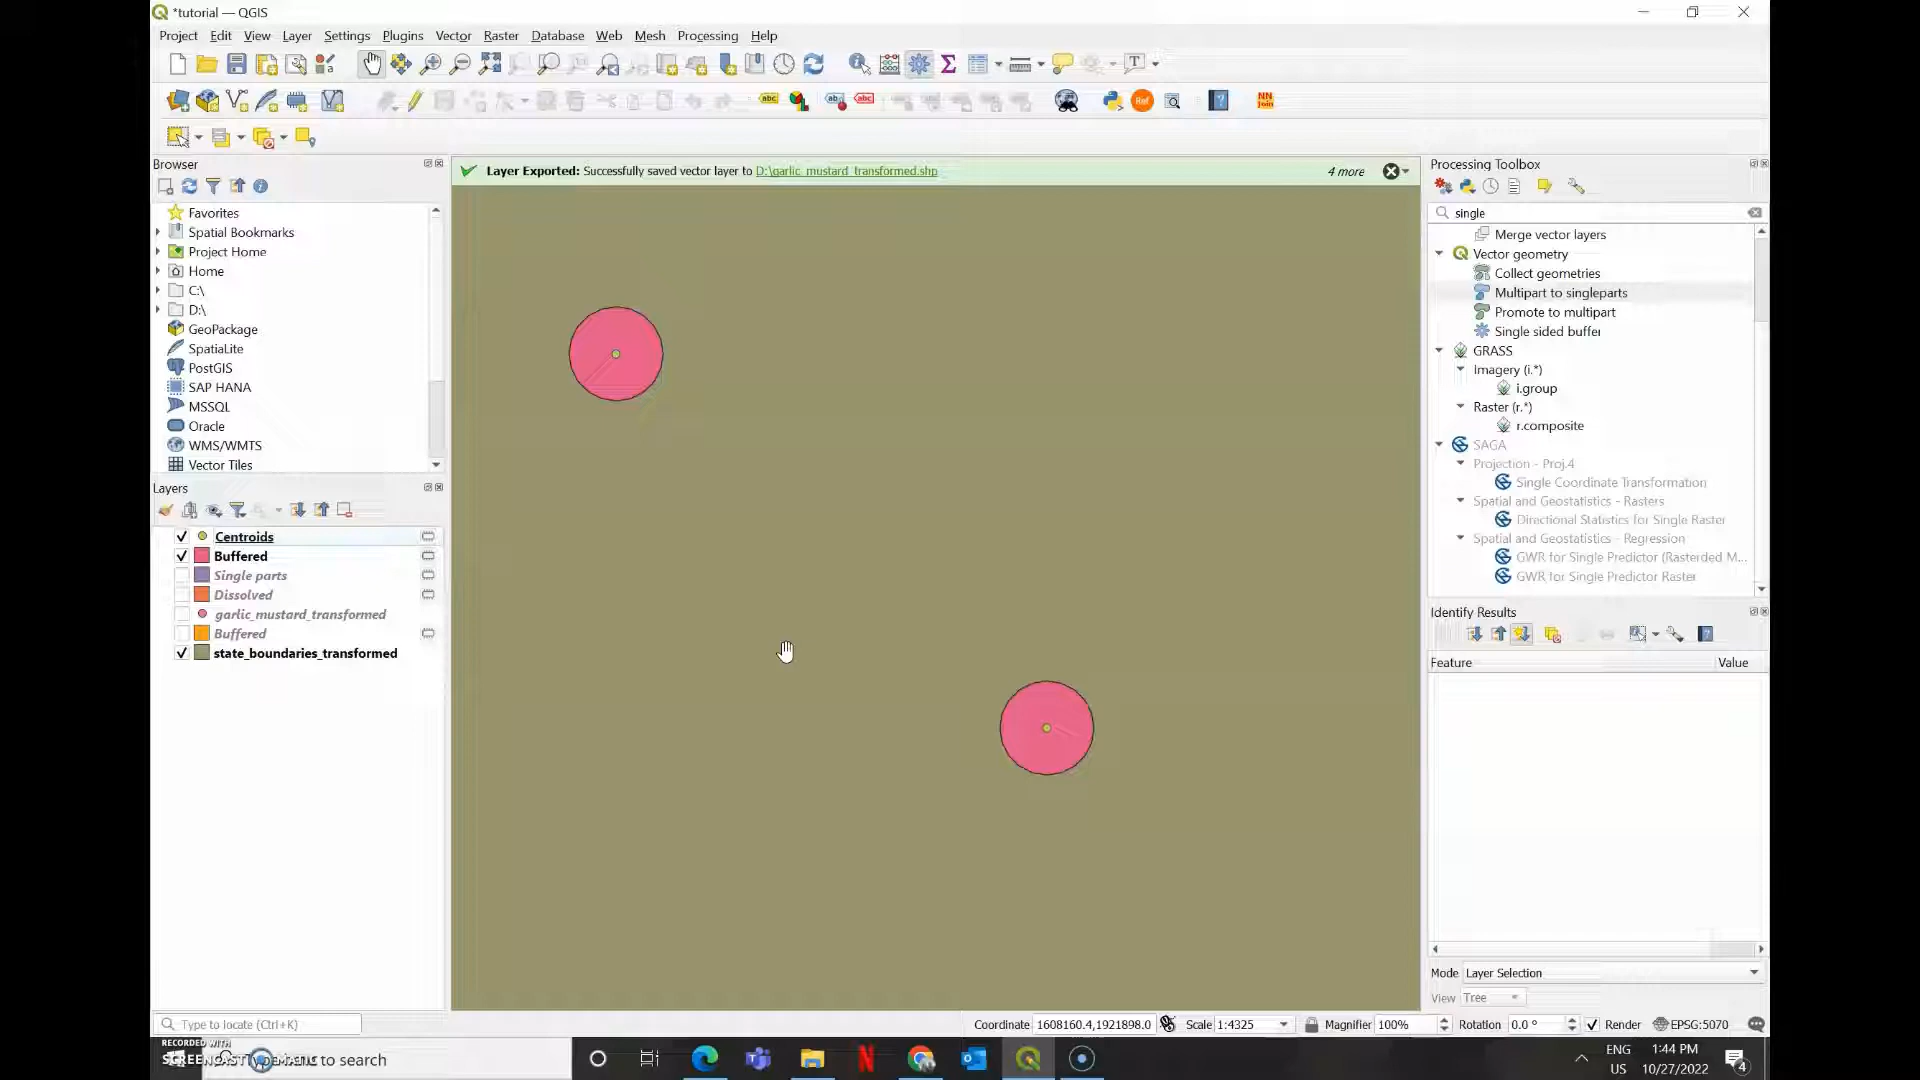 *tutorial — QGIS
Project Edit View Layer Settings Plugins Vector Raster Database Web Mesh Processing Help
Browser
Favorites
Spatial Bookmarks
Project Home
Home
C:\
D:\
GeoPackage
SpatiaLite
PostGIS
SAP HANA
MSSQL
Oracle
WMS/WMTS
Vector Tiles
Layers
Centroids
Buffered
Single parts
Dissolved
garlic_mustard_transformed
Buffered
state_boundaries_transformed
Layer Exported: Successfully saved vector layer to D:\garlic_mustard_transformed.shp 4 more
Processing Toolbox
single
Merge vector layers
Vector geometry
Collect geometries
Multipart to singleparts
Promote to multipart
Single sided buffer
GRASS
Imagery (i.*)
i.group
Raster (r.*)
r.composite
SAGA
Projection - Proj.4
Single Coordinate Transformation
Spatial and Geostatistics - Rasters
Directional Statistics for Single Raster
Spatial and Geostatistics - Regression
GWR for Single Predictor (Rasterded M...
GWR for Single Predictor Raster
Identify Results
Feature Value
Mode Layer Selection
View Tree
Type to locate (Ctrl+K)
Coordinate 1608160.4,1921898.0 Scale 1:4325 Magnifier 100% Rotation 0.0 ° Render EPSG:5070
RECORDED WITH
here to search
ENG
US
1:44 PM
10/27/2022
4